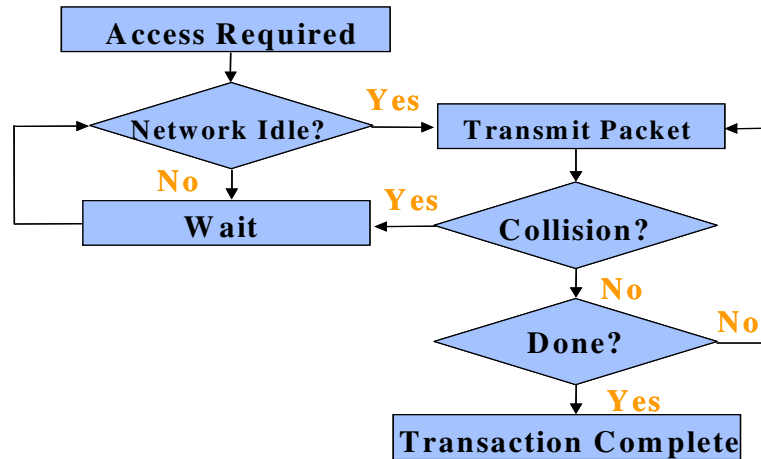 Access Required
Yes
Network Idle?
Transmit Packet
No
Yes
Wait
Collision?
No
No
Done?
Yes
Transaction Complete